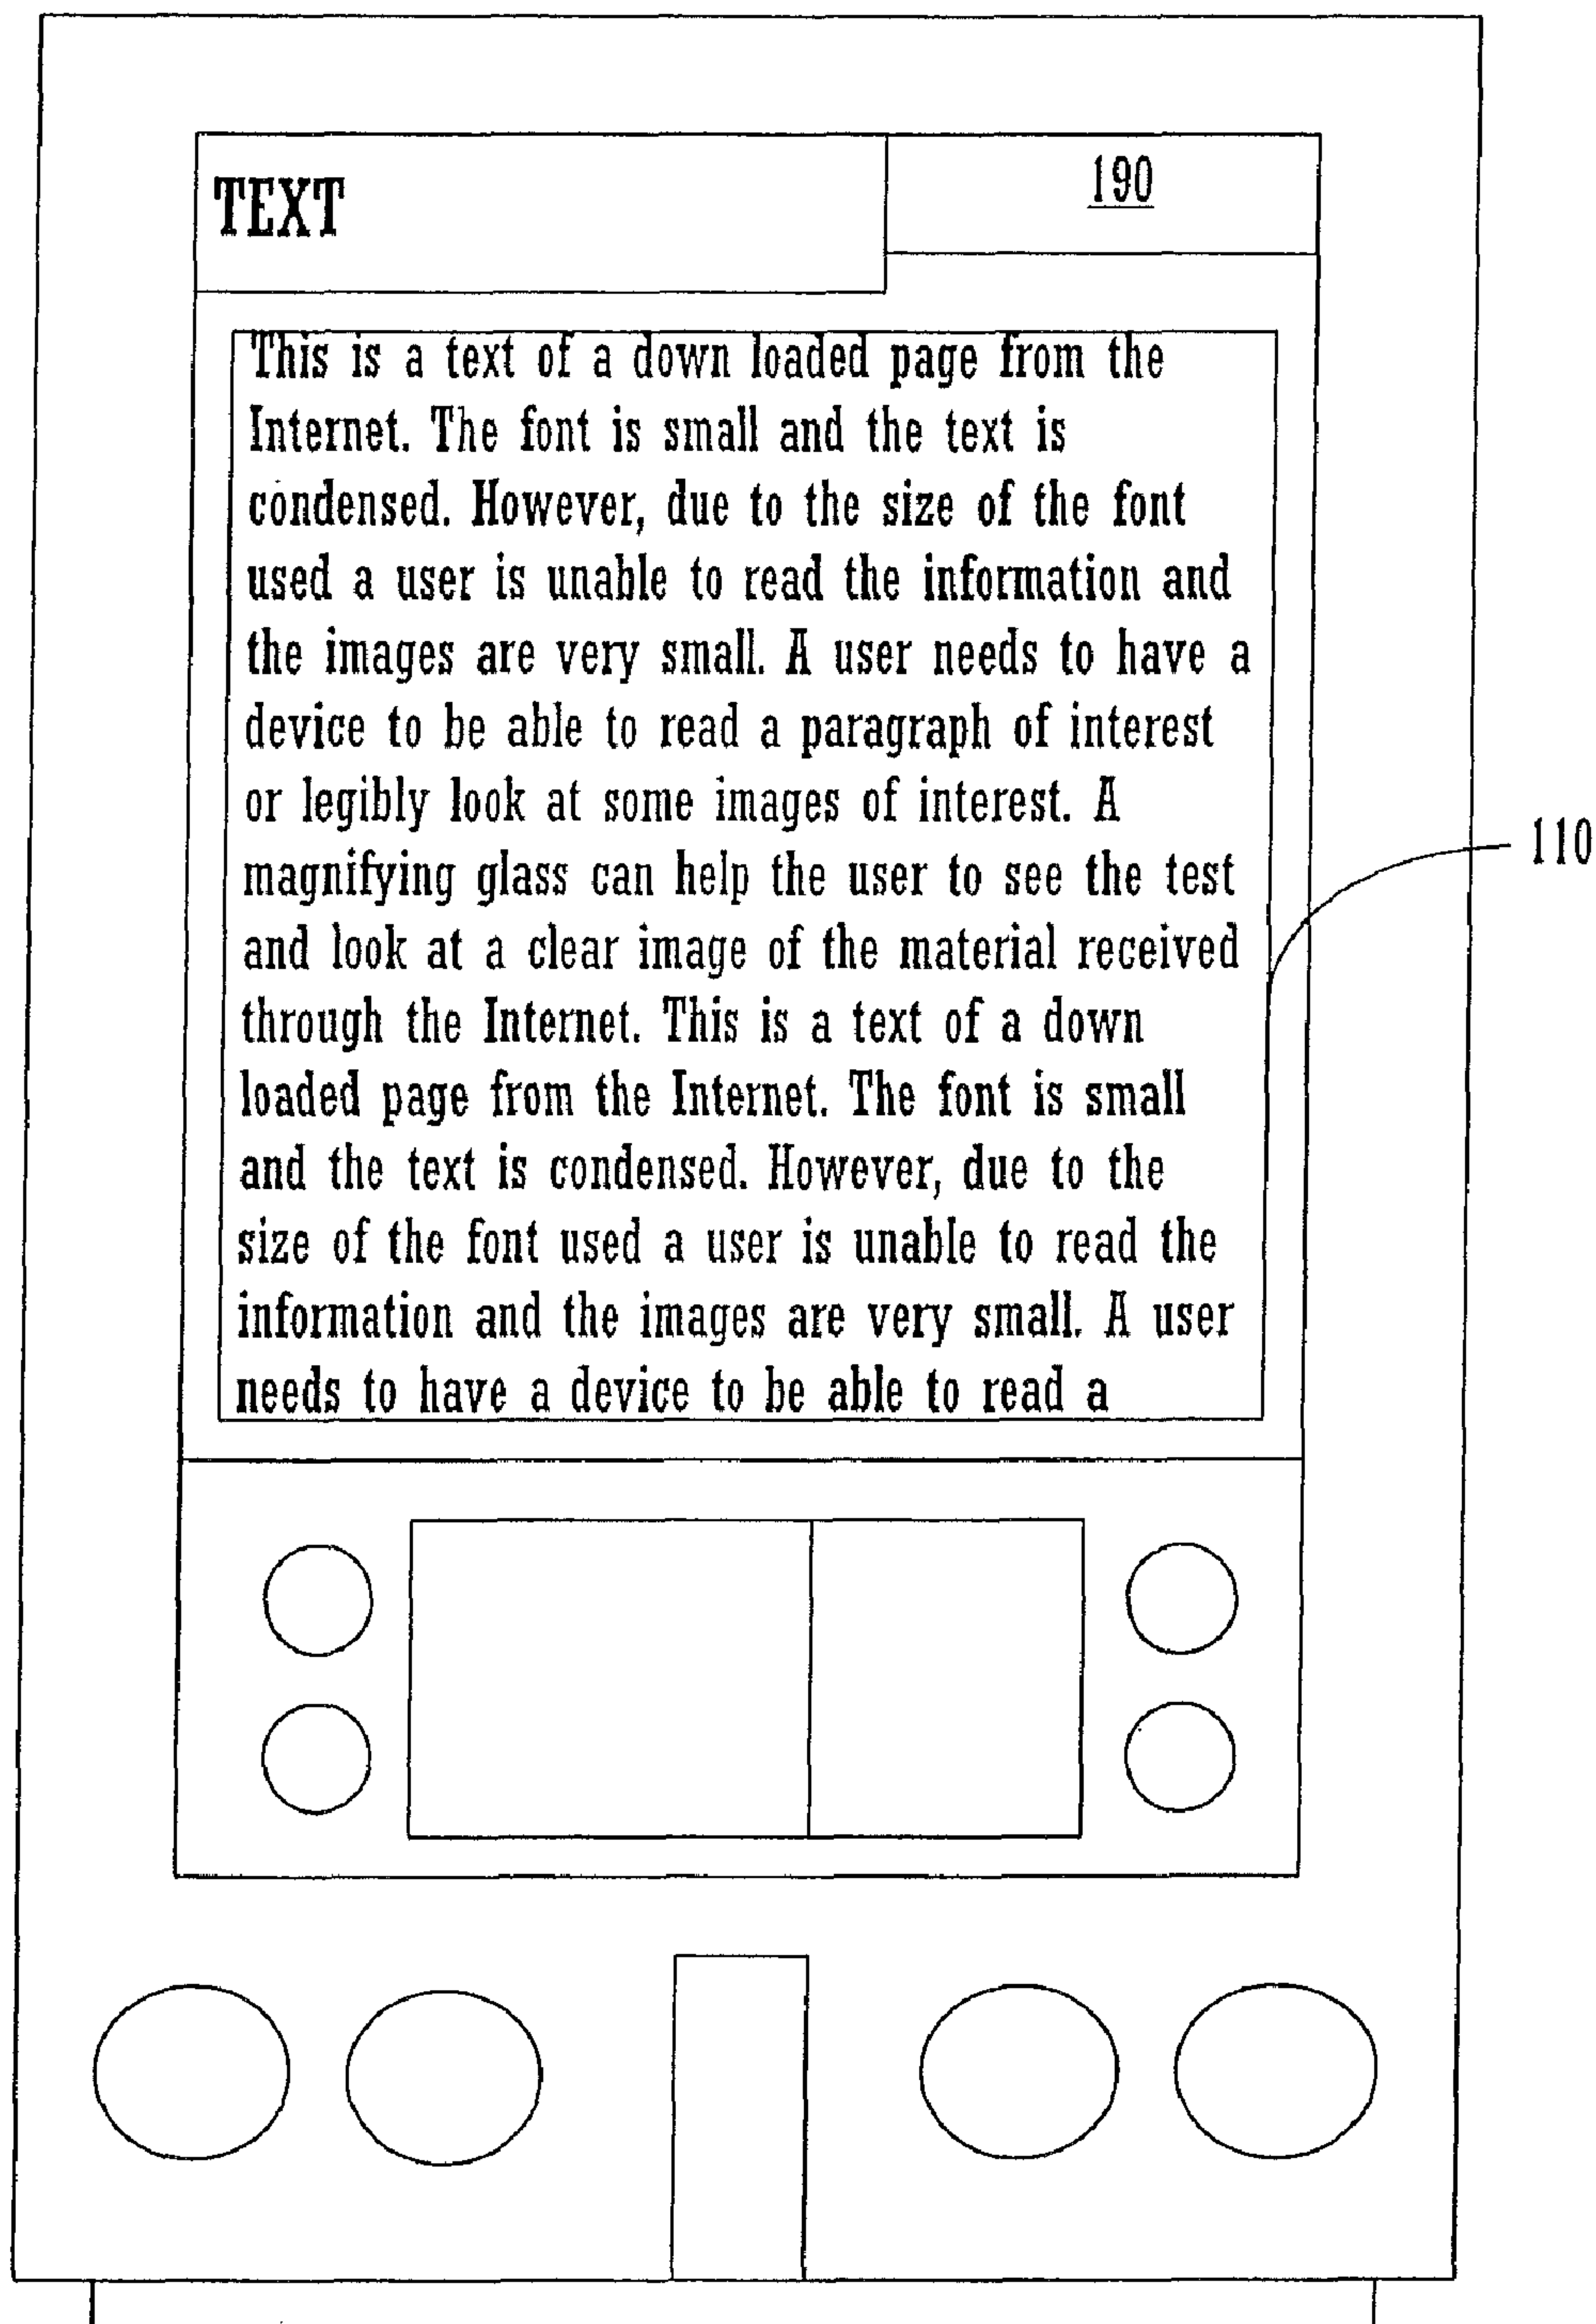 TEXT
190
This is a text of a down loaded page from the
Internet. The font is small and the text is
condensed. However, due to the size of the font
used a user is unable to read the information and
the images are very small. A user needs to have a
device to be able to read a paragraph of interest
or legibly look at some images of interest. A
magnifying glass can help the user to see the test
and look at a clear image of the material received
through the Internet. This is a text of a down
loaded page from the Internet. The font is small
and the text is condensed. However, due to the
size of the font used a user is unable to read the
information and the images are very small. A user
needs to have a device to be able to read a
110